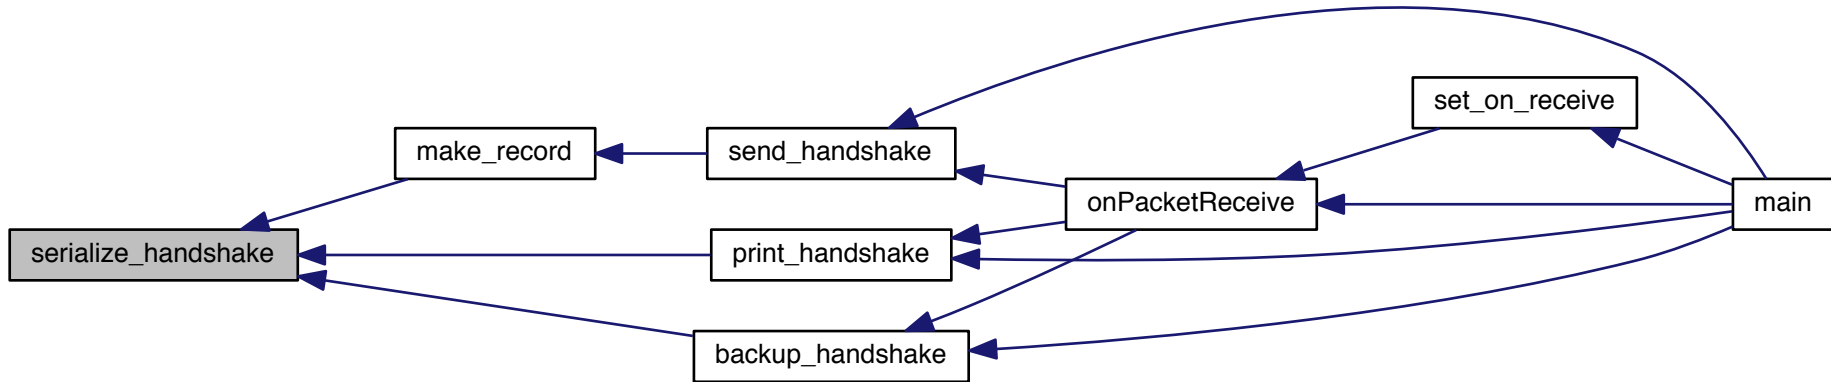 set_on_receive
make_record
send_handshake
onPacketReceive
main
serialize_handshake
print_handshake
backup_handshake